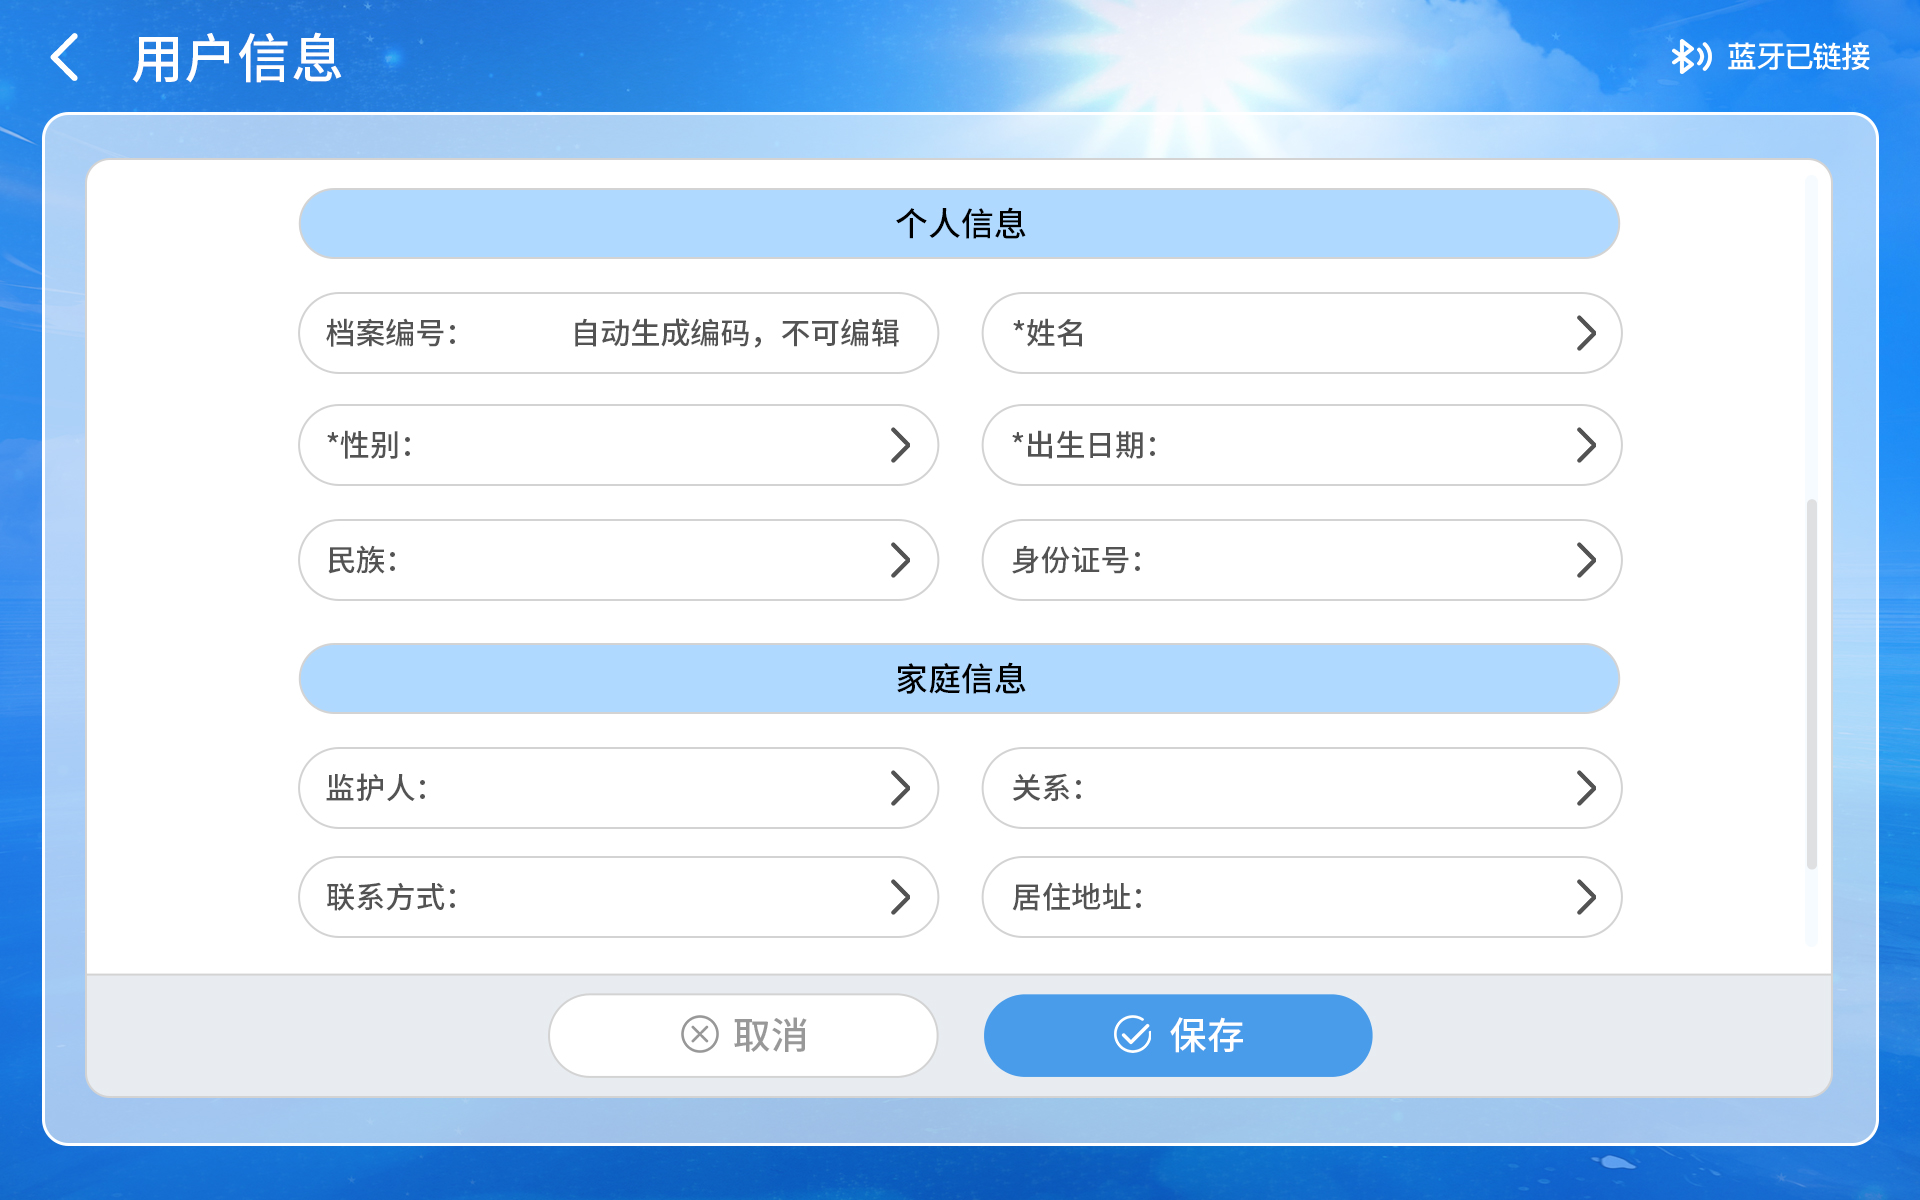 用户信息
蓝牙已链接
个人信息
档案编号： 自动生成编码，不可编辑
*姓名
*性别：
*出生日期：
民族：
身份证号：
家庭信息
监护人：
关系：
联系方式：
居住地址：
取消
保存